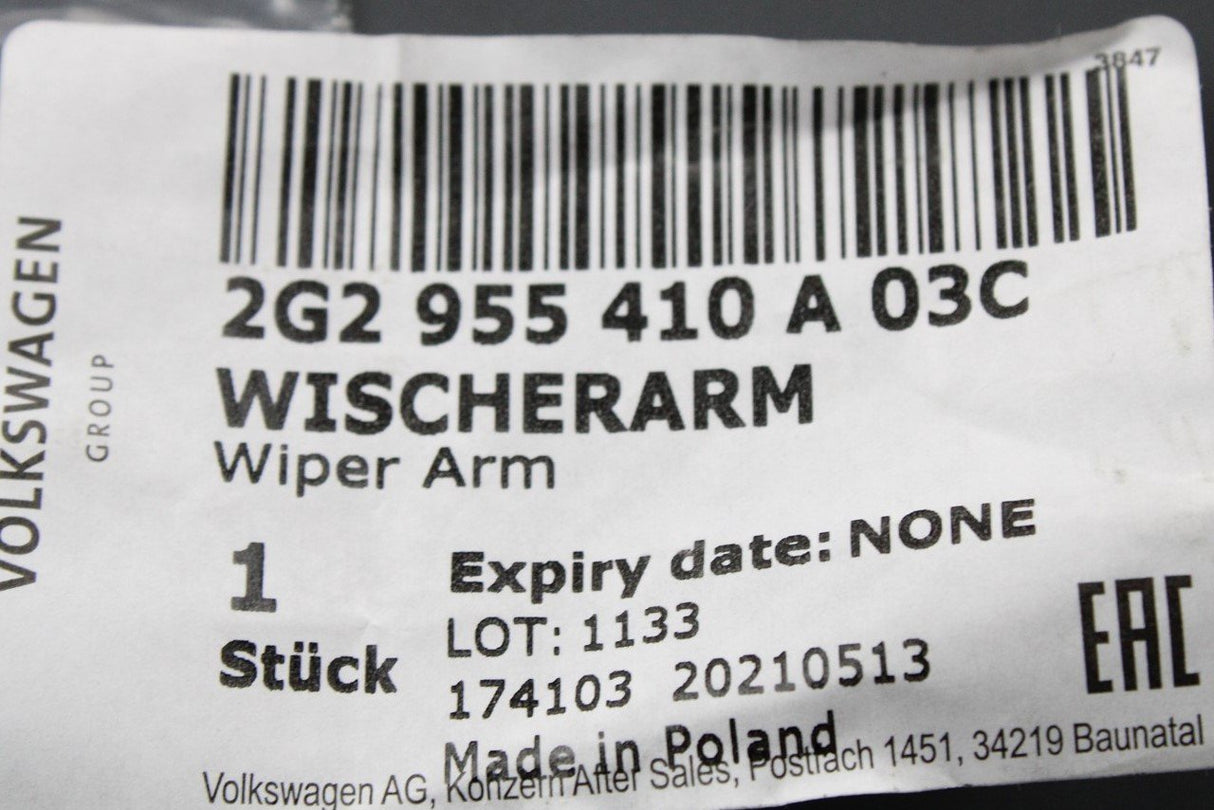 3847
VOLKSWAGEN
GROUP
2G2 955 410 A 03C
WISCHERARM
Wiper Arm
1
Stück
Expiry date: NONE
LOT: 1133
174103 20210513
Made in Poland
EAC
Volkswagen AG, Konzern After Sales, Postfach 1451, 34219 Baunatal